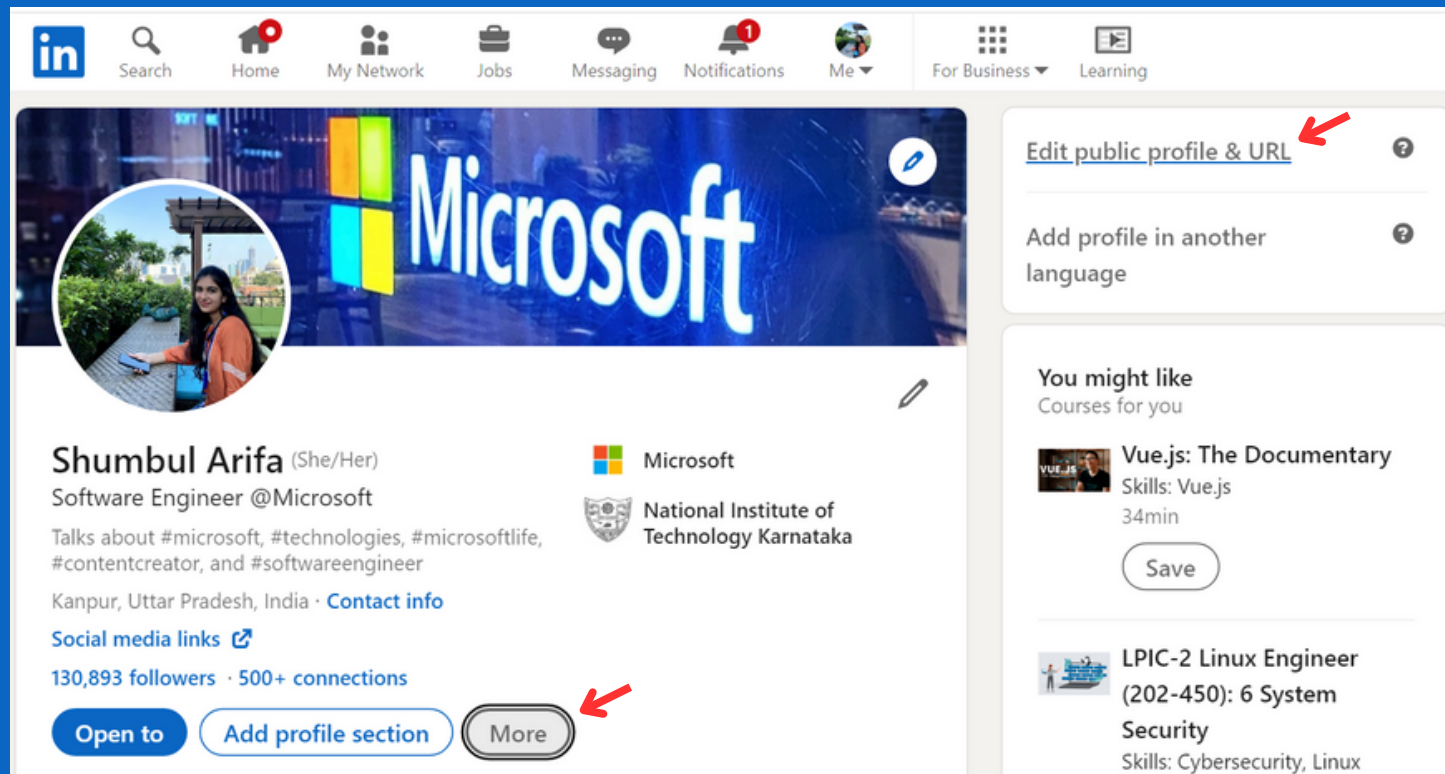 in
Search
Home
My Network
Jobs
Messaging
1
Notifications
Me
For Business
Learning
Microsoft
Edit public profile & URL
Add profile in another
language
Shumbul Arifa (She/Her)
Software Engineer @Microsoft
Talks about #microsoft, #technologies, #microsoftlife,
#contentcreator, and #softwareengineer
Kanpur, Uttar Pradesh, India · Contact info
Social media links
130,893 followers · 500+ connections
Open to
Add profile section
More
Microsoft
National Institute of
Technology Karnataka
You might like
Courses for you
VUE.JS
Vue.js: The Documentary
Skills: Vue.js
34min
Save
LPIC-2 Linux Engineer
(202-450): 6 System
Security
Skills: Cybersecurity, Linux